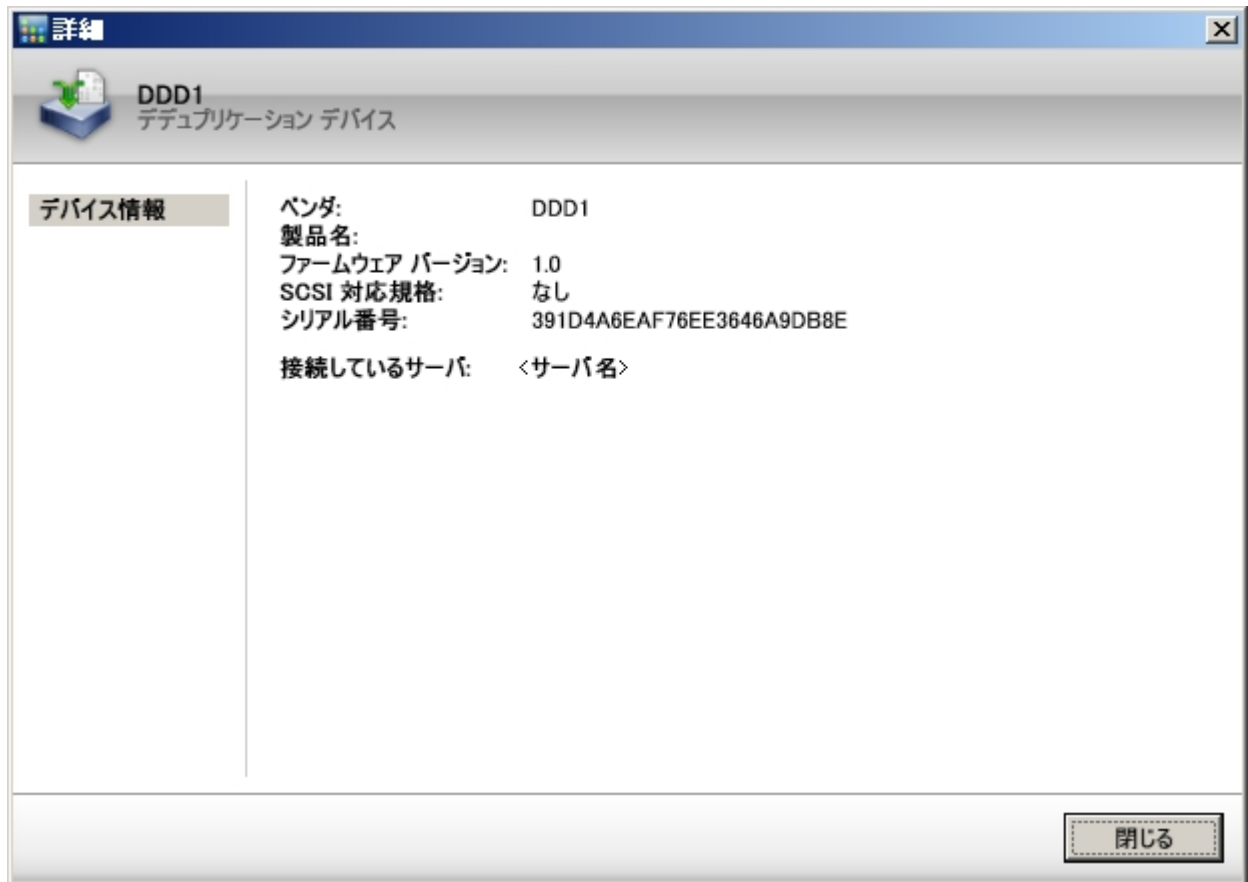 詳細
DDD1
デデュプリケーション デバイス
デバイス情報
ベンダ: DDD1
製品名:
ファームウェア バージョン: 1.0
SCSI 対応規格: なし
シリアル番号: 391D4A6EAF76EE3646A9DB8E
接続しているサーバ: <サーバ名>
閉じる